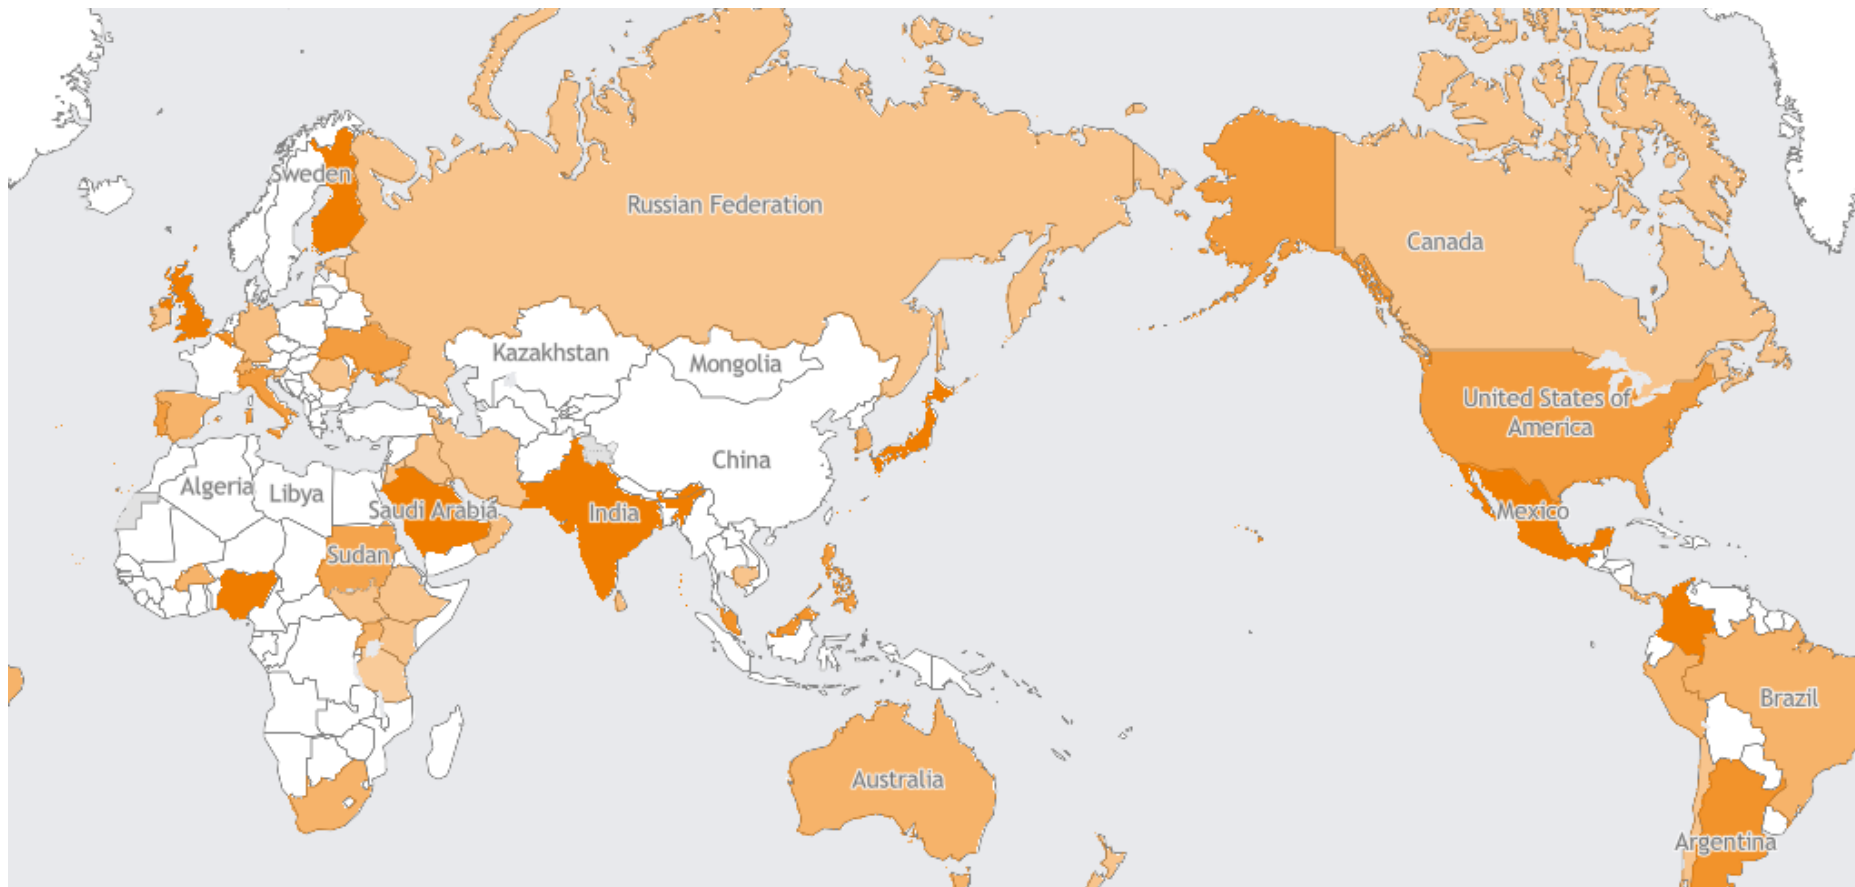 Sweden
Russian Federation
Canada
Kazakhstan
Mongolia
United States of
America
China
Algeria
Libya
Saudi Arabia
India
Mexico
Sudan
Brazil
Australia
Argentina